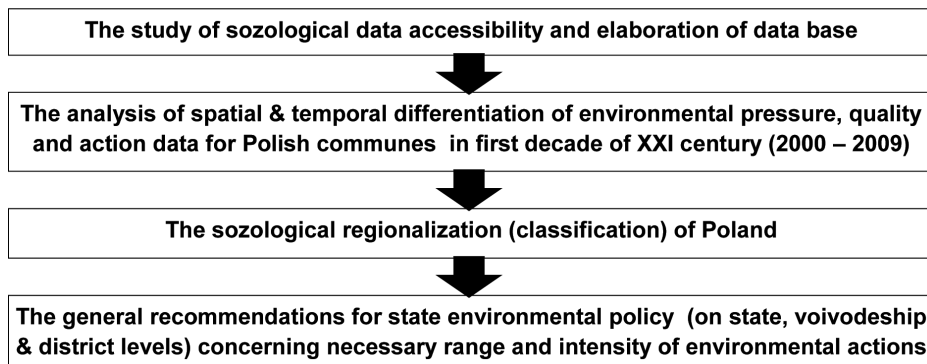 The study of sozological data accessibility and elaboration of data base
The analysis of spatial & temporal differentiation of environmental pressure, quality
and action data for Polish communes in first decade of XXI century (2000 – 2009)
The sozological regionalization (classification) of Poland
The general recommendations for state environmental policy (on state, voivodeship
& district levels) concerning necessary range and intensity of environmental actions